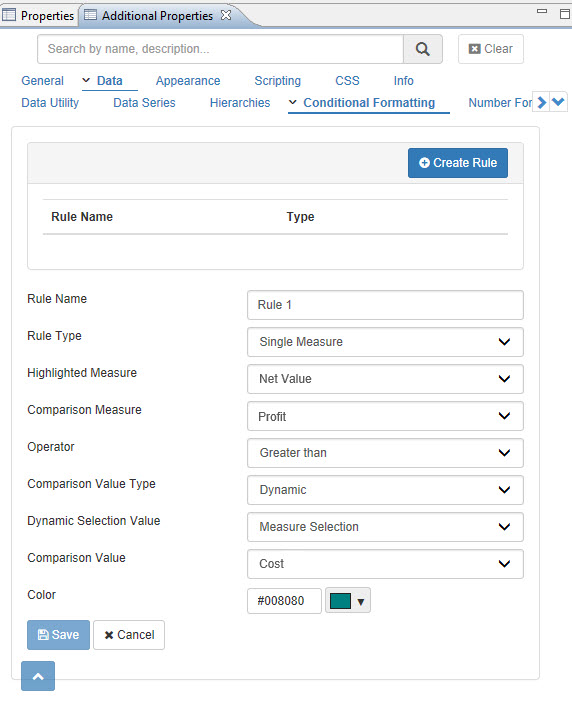 Properties Additional Properties
Search by name, description... Clear
General Data Appearance Scripting CSS Info
Data Utility Data Series Hierarchies Conditional Formatting Number For
Create Rule
Rule Name Type
Rule Name Rule 1
Rule Type Single Measure
Highlighted Measure Net Value
Comparison Measure Profit
Operator Greater than
Comparison Value Type Dynamic
Dynamic Selection Value Measure Selection
Comparison Value Cost
Color #008080
Save Cancel